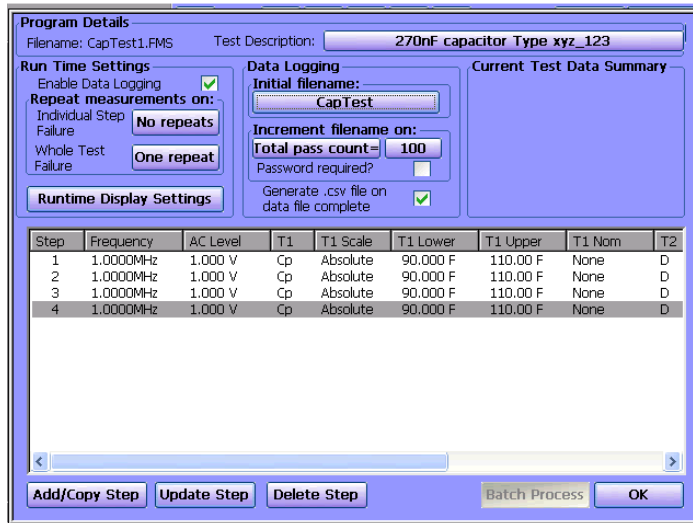 Program Details
Filename: CapTest1.FMS Test Description: 270nF capacitor Type xyz_123
Run Time Settings
Enable Data Logging
Repeat measurements on:
Individual Step Failure No repeats
Whole Test Failure One repeat
Runtime Display Settings
Data Logging
Initial filename:
CapTest
Increment filename on:
Total pass count= 100
Password required?
Generate .csv file on
data file complete
Current Test Data Summary
Step Frequency AC Level T1 T1 Scale T1 Lower T1 Upper T1 Nom T2
1 1.0000MHz 1.000 V Cp Absolute 90.000 F 110.00 F None D
2 1.0000MHz 1.000 V Cp Absolute 90.000 F 110.00 F None D
3 1.0000MHz 1.000 V Cp Absolute 90.000 F 110.00 F None D
4 1.0000MHz 1.000 V Cp Absolute 90.000 F 110.00 F None D
Add/Copy Step Update Step Delete Step Batch Process OK